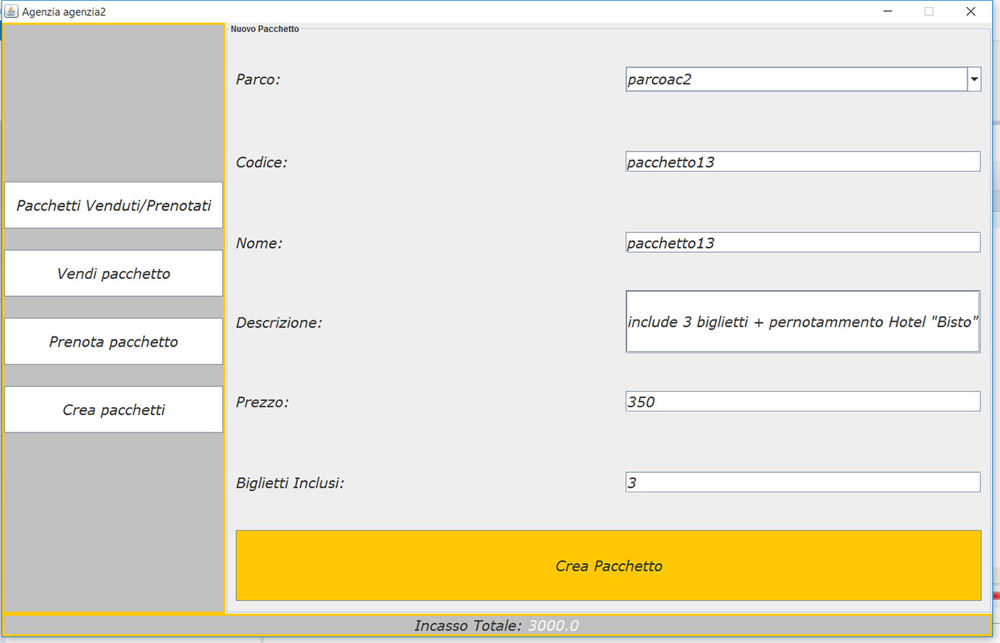 Agenzia agenzia2
Pacchetti Venduti/Prenotati
Vendi pacchetto
Prenota pacchetto
Crea pacchetti
Nuovo Pacchetto
Parco: parcoac2
Codice: pacchetto13
Nome: pacchetto13
Descrizione: include 3 biglietti + pernotammento Hotel "Bisto"
Prezzo: 350
Biglietti Inclusi: 3
Crea Pacchetto
Incasso Totale: 3000.0